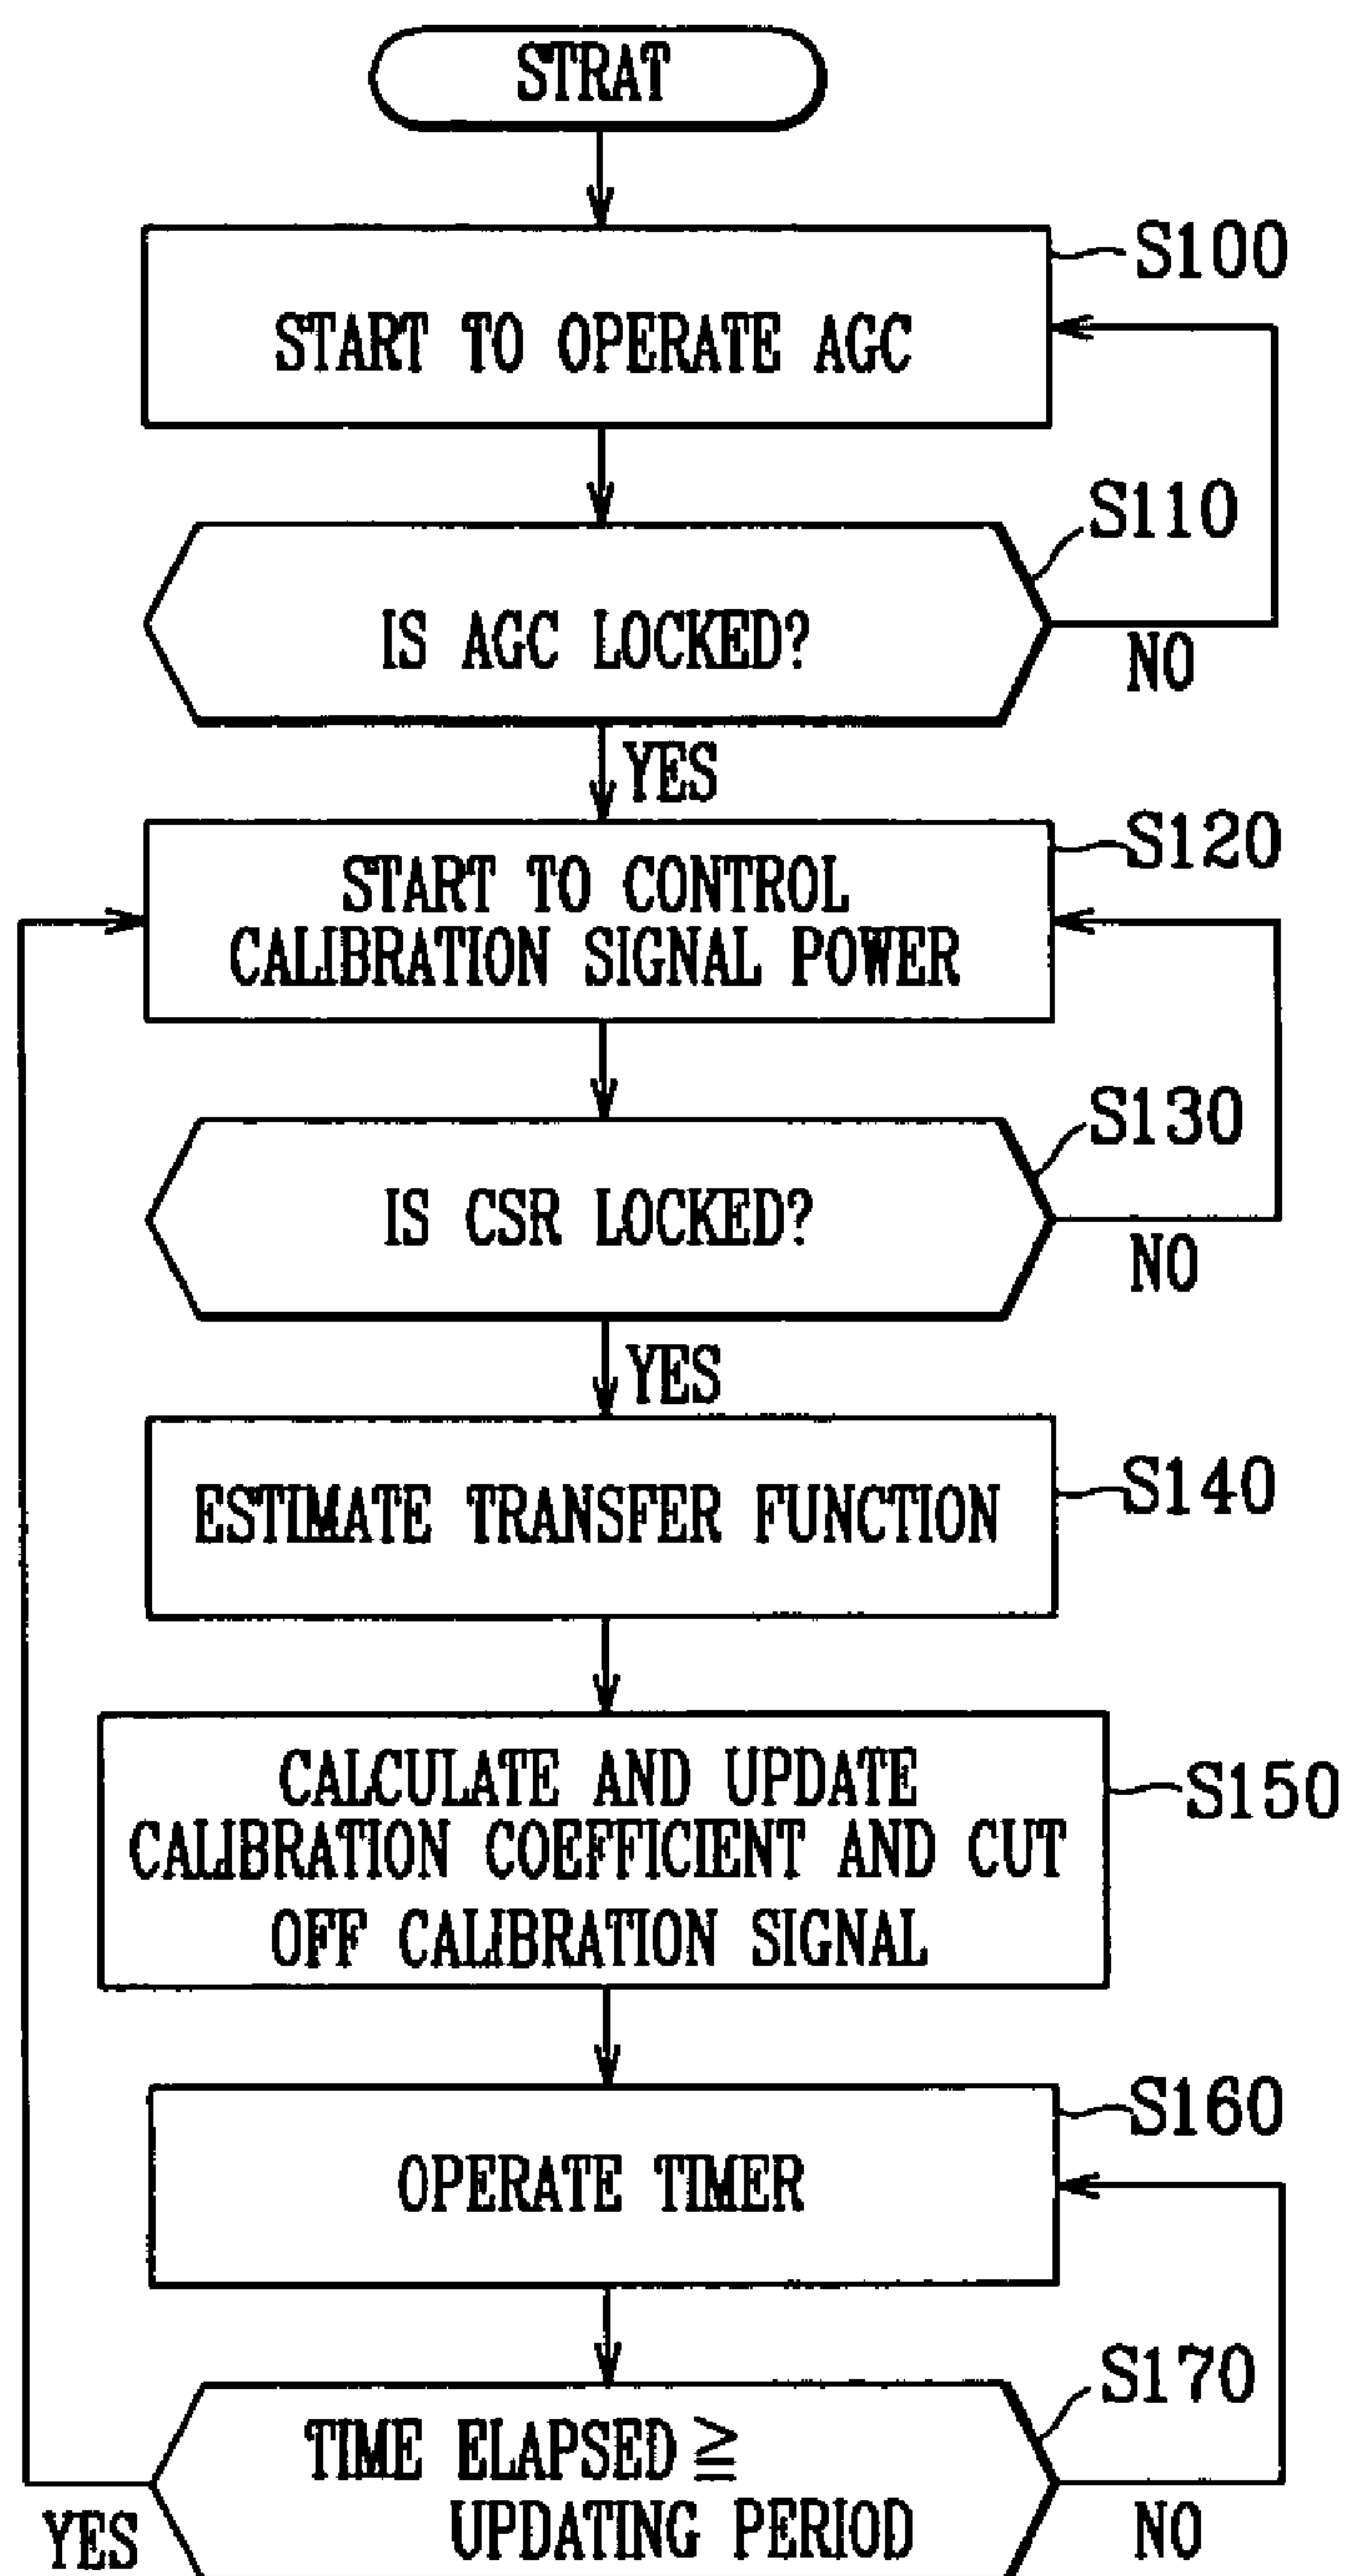 STRAT
S100
START TO OPERATE AGC
S110
IS AGC LOCKED?
NO
YES
S120
START TO CONTROL
CALIBRATION SIGNAL POWER
S130
IS CSR LOCKED?
NO
YES
S140
ESTIMATE TRANSFER FUNCTION
S150
CALCULATE AND UPDATE
CALIBRATION COEFFICIENT AND CUT
OFF CALIBRATION SIGNAL
S160
OPERATE TIMER
S170
TIME ELAPSED ≧
UPDATING PERIOD
YES
NO